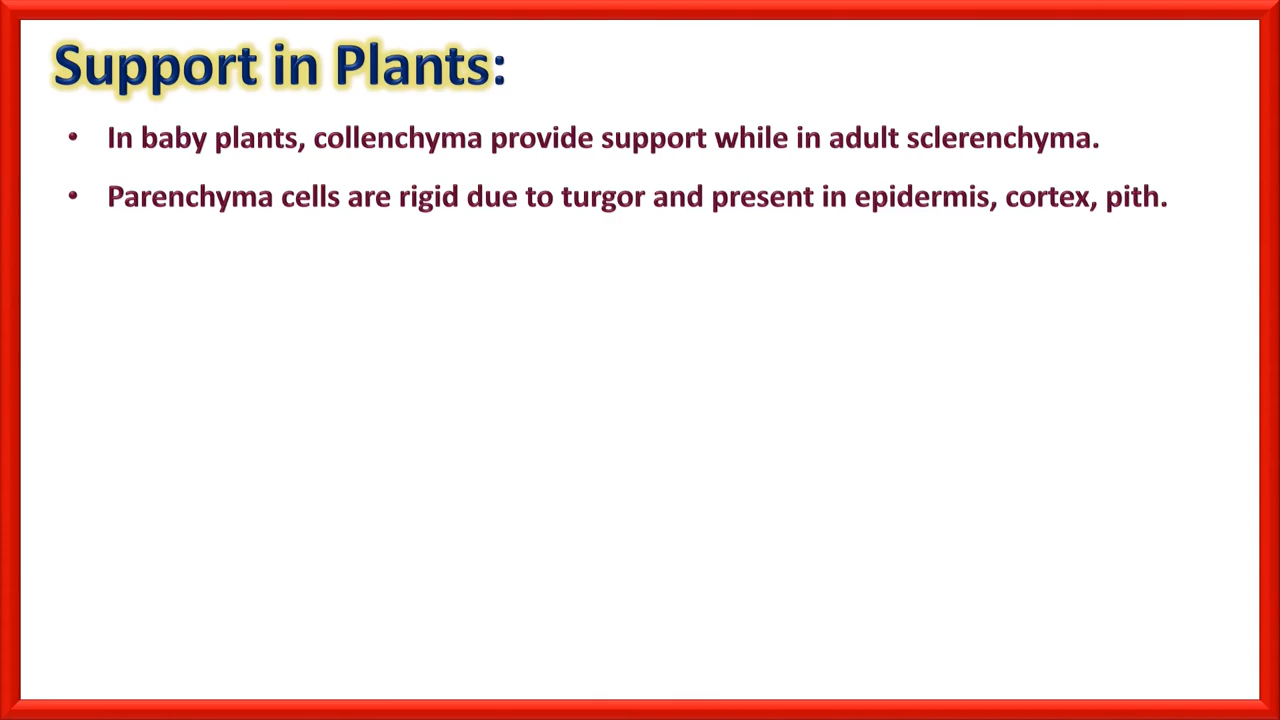 Support in Plants:
• In baby plants, collenchyma provide support while in adult sclerenchyma.
• Parenchyma cells are rigid due to turgor and present in epidermis, cortex, pith.